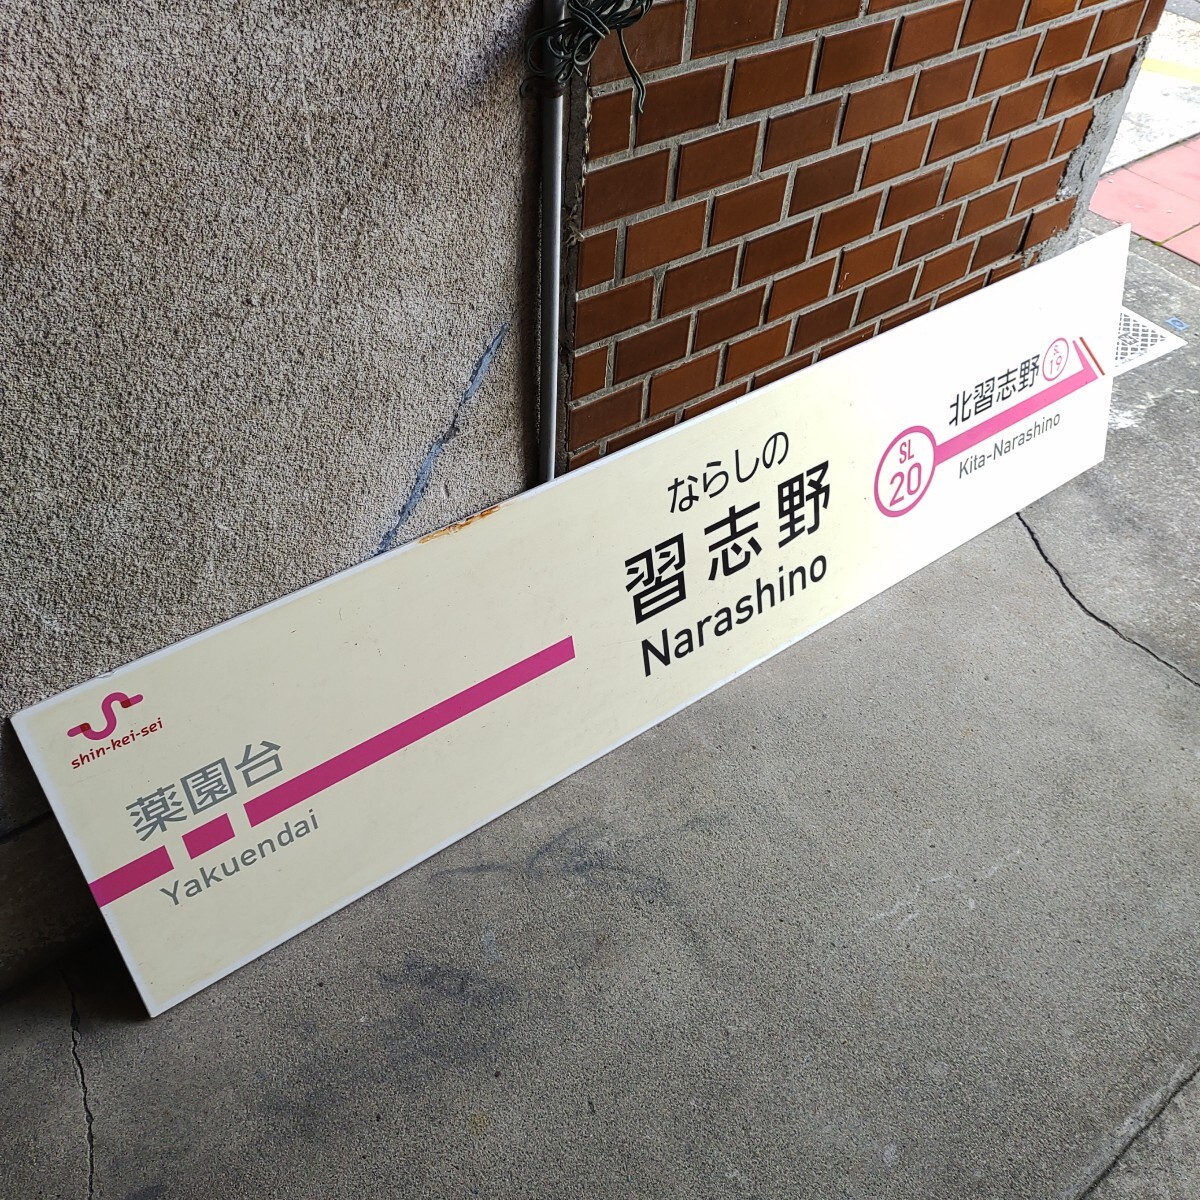 shin-kei-sei
薬園台
Yakuendai
ならしの
習志野
Narashino
SL
20
北習志野
SL
19
Kita-Narashino